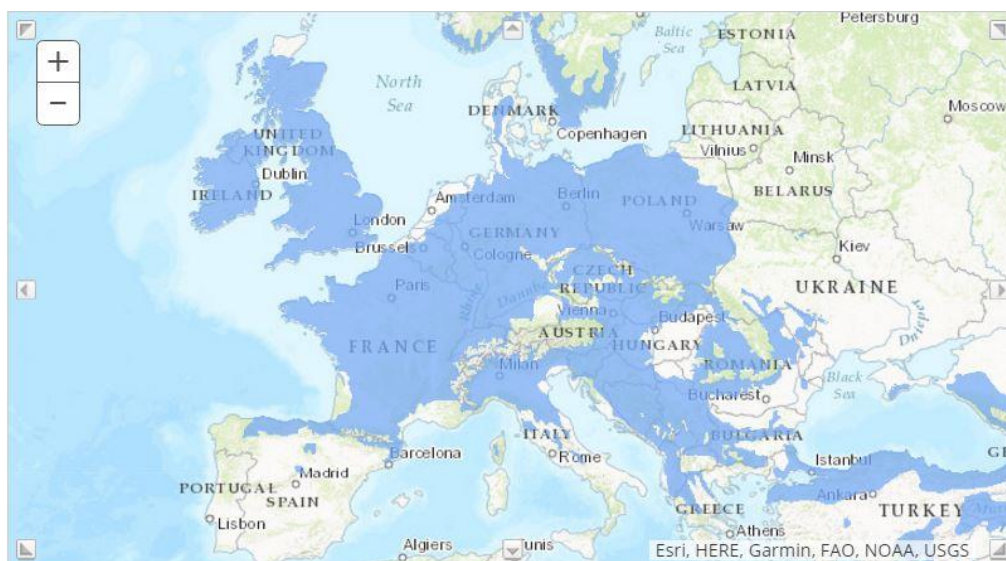 Petersburg
Baltic
Sea
ESTONIA
+
North
Sea
LATVIA
−
DENMARK
Moscow
Copenhagen
LITHUANIA
UNITED
KINGDOM
Vilnius
Minsk
Dublin
IRELAND
Amsterdam
Berlin
POLAND
BELARUS
London
GERMANY
Warsaw
Brussels
Cologne
Kiev
CZECH
REPUBLIC
Paris
Rhine
Danube
UKRAINE
Vienna
Budapest
Dnieper
FRANCE
AUSTRIA
HUNGARY
Milan
ROMANIA
Black
Sea
Bucharest
ITALY
BULGARIA
Barcelona
Rome
Istanbul
Madrid
PORTUGAL
SPAIN
Ankara
GREECE
TURKEY
Lisbon
Athens
Algiers
Tunis
Esri, HERE, Garmin, FAO, NOAA, USGS